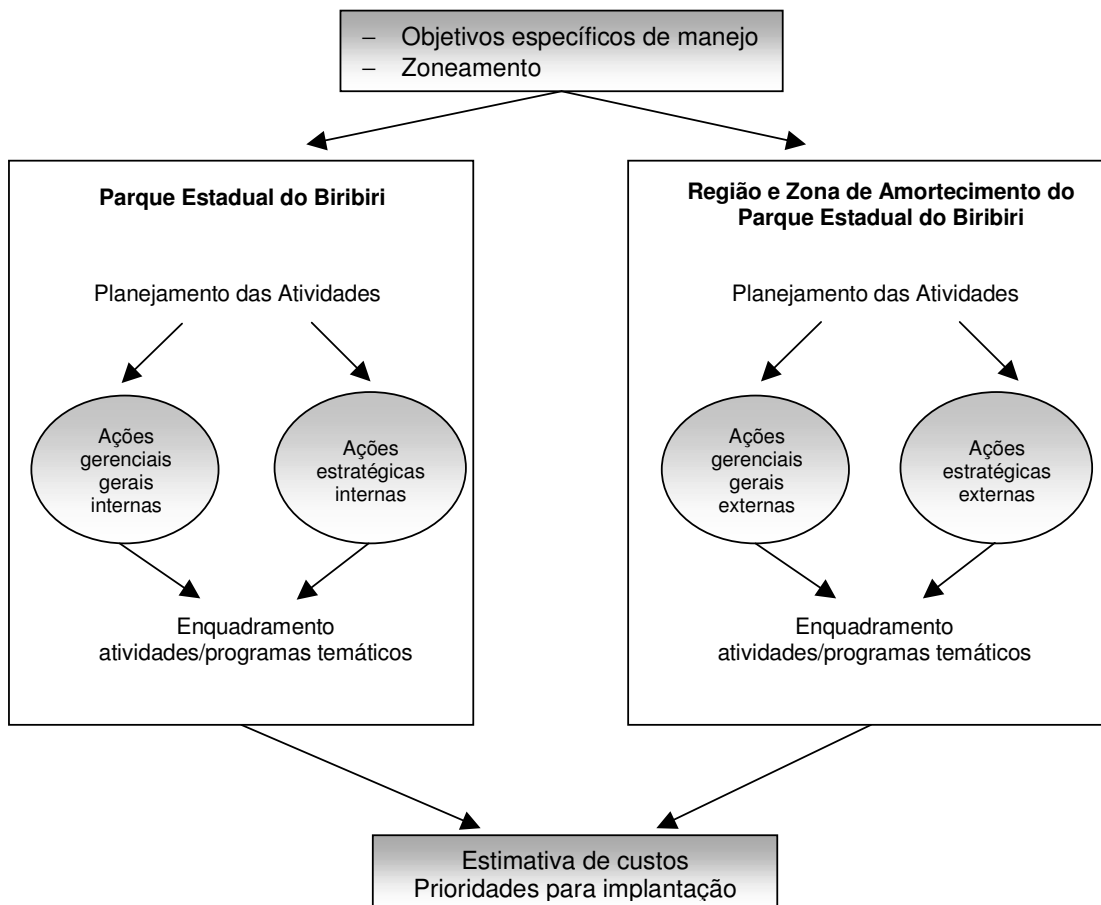 – Objetivos específicos de manejo
– Zoneamento
Parque Estadual do Biribiri
Planejamento das Atividades
Ações
gerenciais
gerais
internas
Ações
estratégicas
internas
Enquadramento
atividades/programas temáticos
Região e Zona de Amortecimento do
Parque Estadual do Biribiri
Planejamento das Atividades
Ações
gerenciais
gerais
externas
Ações
estratégicas
externas
Enquadramento
atividades/programas temáticos
Estimativa de custos
Prioridades para implantação